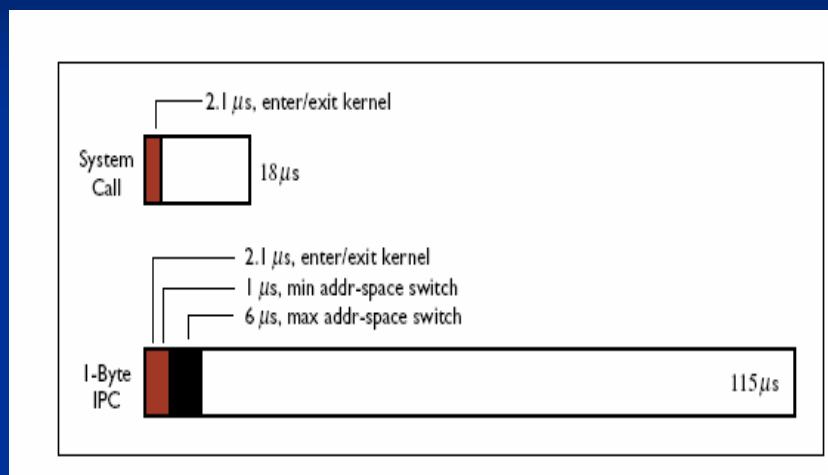 2.1 μs, enter/exit kernel
System
Call
18μs
2.1 μs, enter/exit kernel
1 μs, min addr-space switch
6 μs, max addr-space switch
1-Byte
IPC
115μs